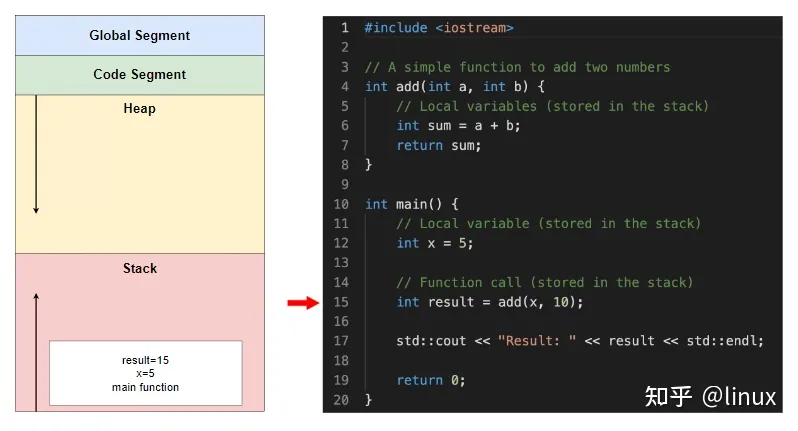 Global Segment
Code Segment
Heap
Stack
result=15
x=5
main function
1 #include <iostream>
2
3 // A simple function to add two numbers
4 int add(int a, int b) {
5     // Local variables (stored in the stack)
6     int sum = a + b;
7     return sum;
8 }
9
10 int main() {
11     // Local variable (stored in the stack)
12     int x = 5;
13
14     // Function call (stored in the stack)
15     int result = add(x, 10);
16
17     std::cout << "Result: " << result << std::endl;
18
19     return 0;
20 }
知乎 @linux